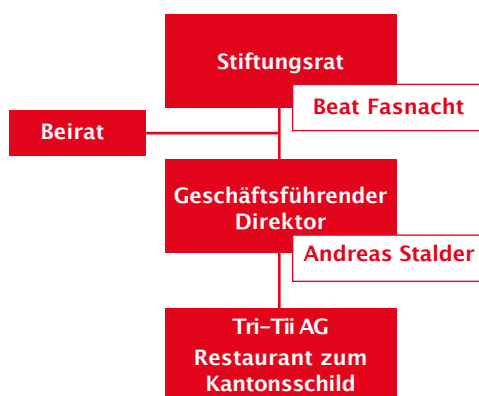 Stiftungsrat
Beat Fasnacht
Beirat
Geschäftsführender
Direktor
Andreas Stalder
Tri-Tii AG
Restaurant zum
Kantonsschild